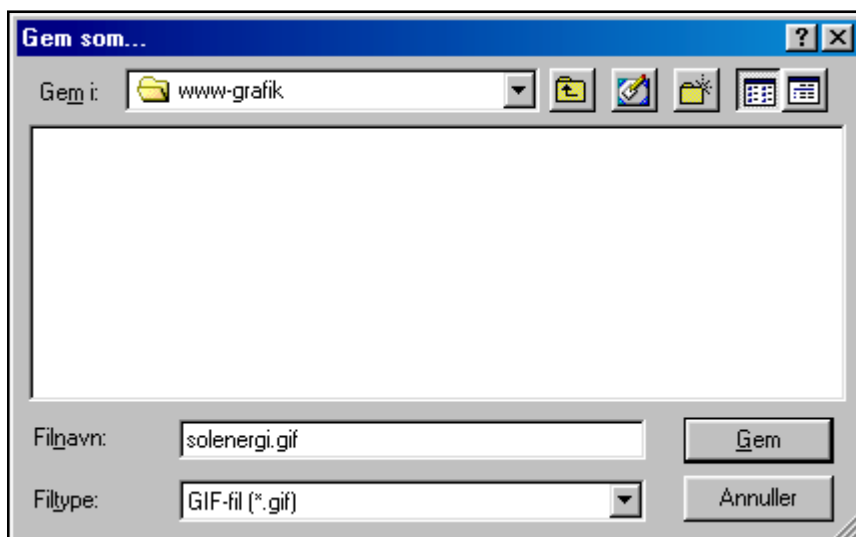 Gem som...
Gem i: www-grafik
Filnavn: solenergi.gif Gem
Filtype: GIF-fil (*.gif) Annuller